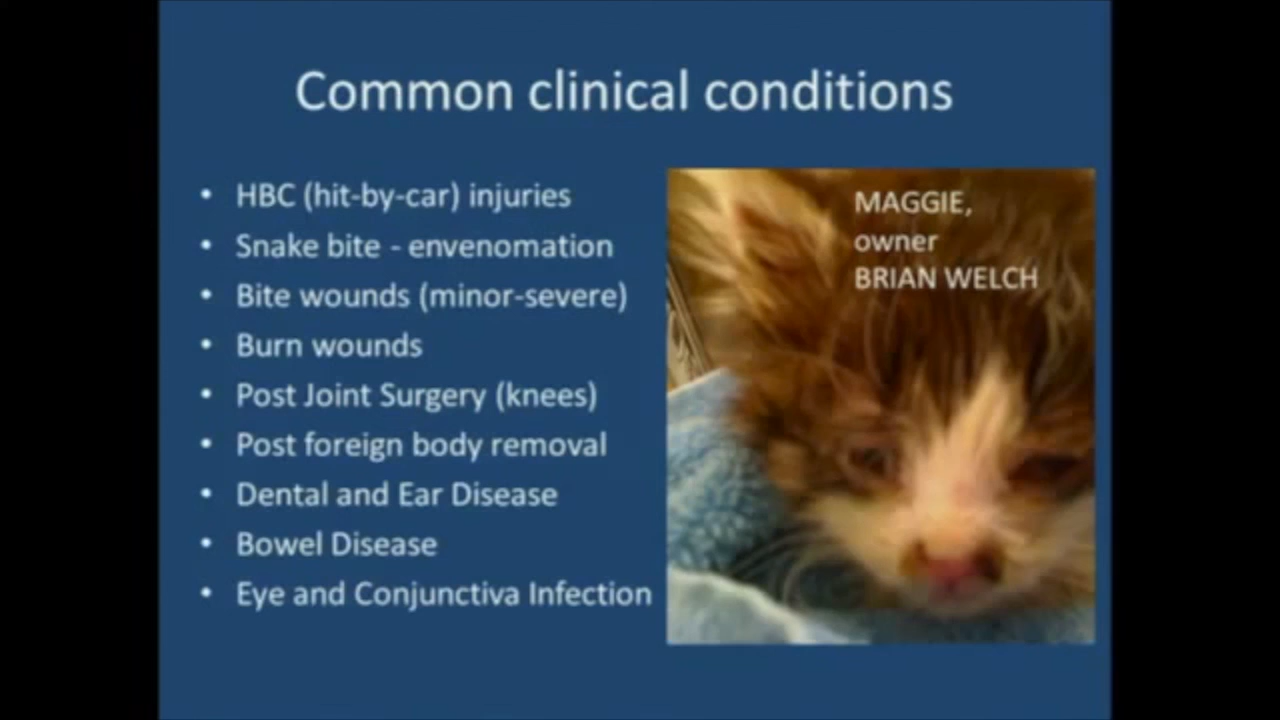 Common clinical conditions
• HBC (hit-by-car) injuries
• Snake bite - envenomation
• Bite wounds (minor-severe)
• Burn wounds
• Post Joint Surgery (knees)
• Post foreign body removal
• Dental and Ear Disease
• Bowel Disease
• Eye and Conjunctiva Infection
MAGGIE,
owner
BRIAN WELCH